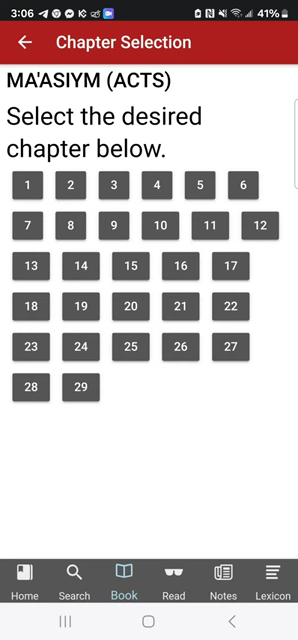 3:06 41%
Chapter Selection
MA'ASIYM (ACTS)
Select the desired
chapter below.
1 2 3 4 5 6
7 8 9 10 11 12
13 14 15 16 17
18 19 20 21 22
23 24 25 26 27
28 29
Home Search Book Read Notes Lexicon